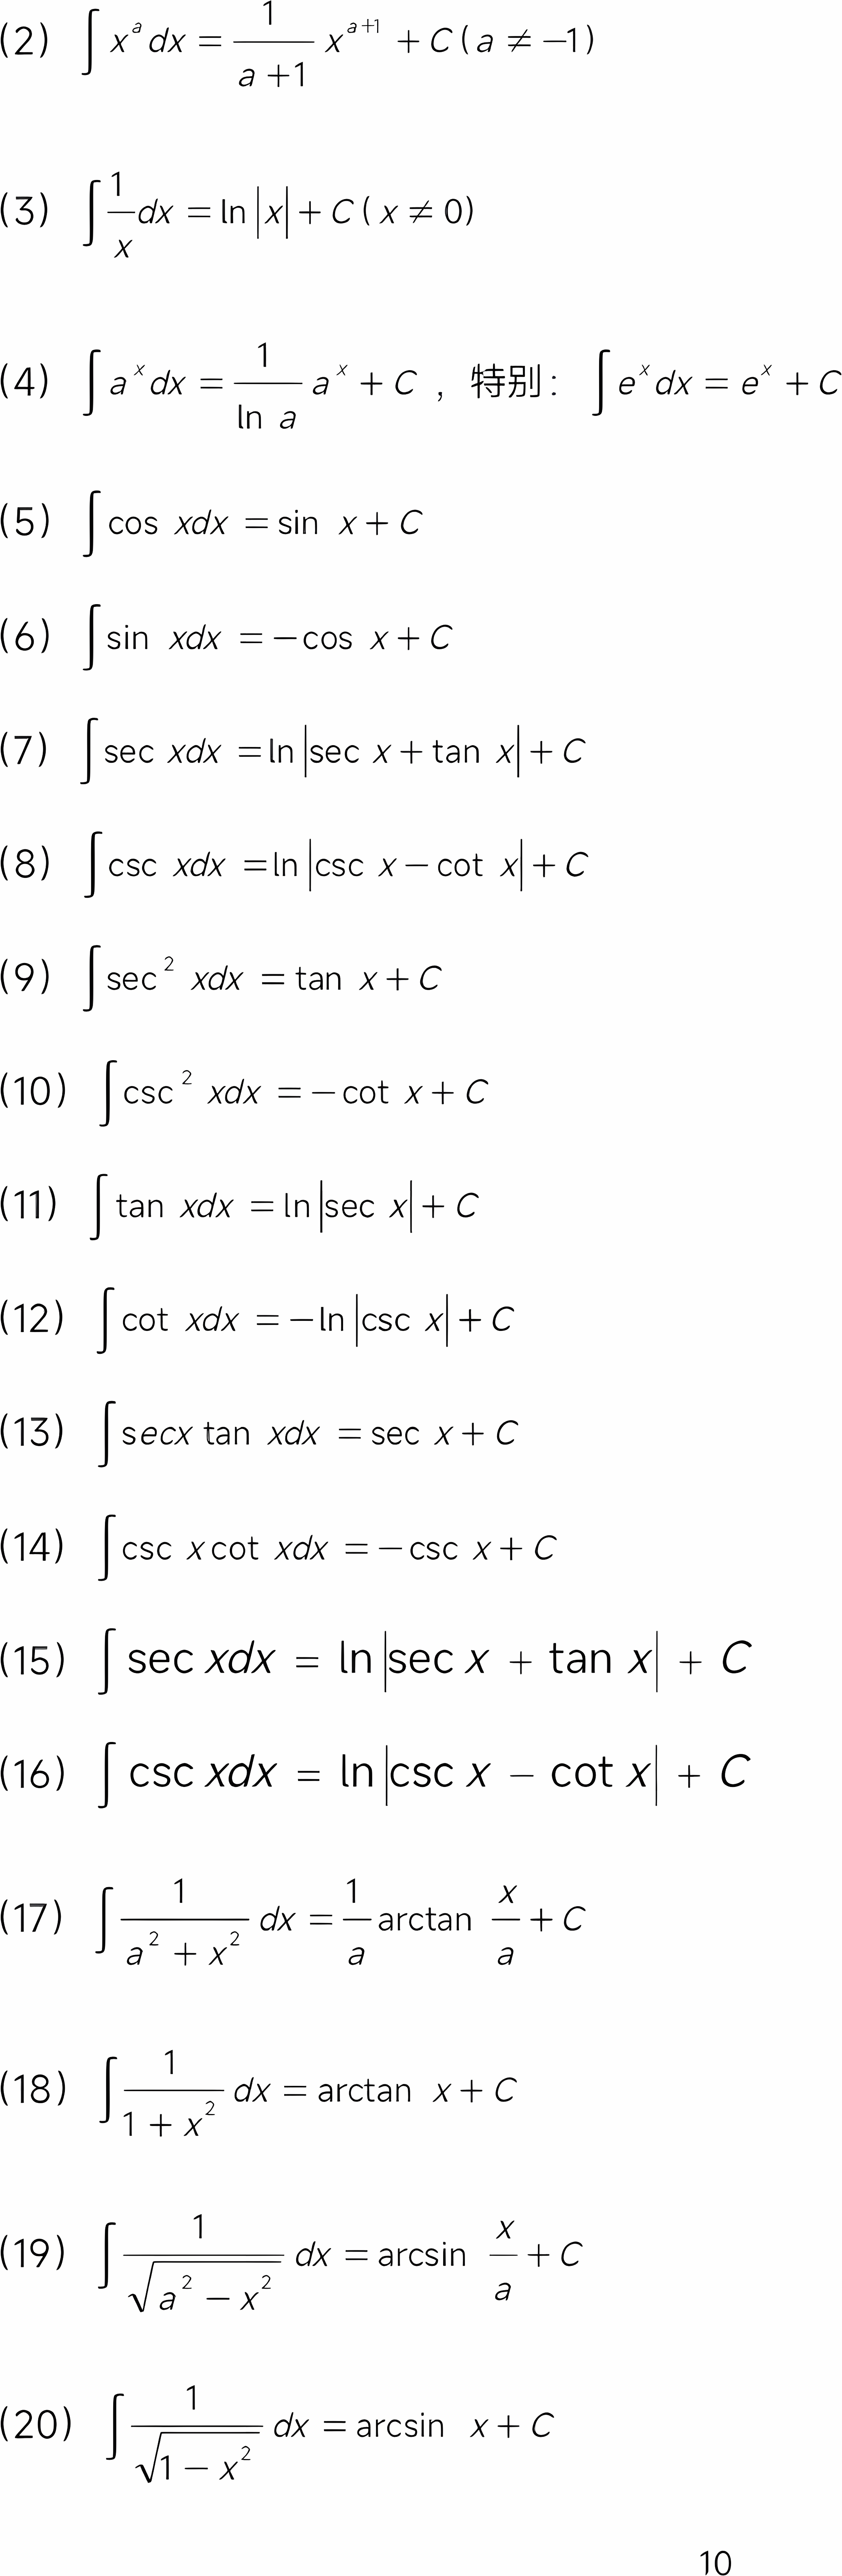 (2) ∫ x^a dx = 1/(a+1) x^(a+1) + C (a ≠ −1)
(3) ∫ 1/x dx = ln|x| + C ( x ≠ 0)
(4) ∫ a^x dx = 1/(ln a) a^x + C ，特别： ∫ e^x dx = e^x + C
(5) ∫ cos xdx = sin x + C
(6) ∫ sin xdx = −cos x + C
(7) ∫ sec xdx = ln|sec x + tan x| + C
(8) ∫ csc xdx = ln|csc x − cot x| + C
(9) ∫ sec² xdx = tan x + C
(10) ∫ csc² xdx = −cot x + C
(11) ∫ tan xdx = ln|sec x| + C
(12) ∫ cot xdx = −ln|csc x| + C
(13) ∫ secx tan xdx = sec x + C
(14) ∫ csc x cot xdx = −csc x + C
(15) ∫ sec xdx = ln|sec x + tan x| + C
(16) ∫ csc xdx = ln|csc x − cot x| + C
(17) ∫ 1/(a² + x²) dx = 1/a arctan x/a + C
(18) ∫ 1/(1 + x²) dx = arctan x + C
(19) ∫ 1/√(a² − x²) dx = arcsin x/a + C
(20) ∫ 1/√(1 − x²) dx = arcsin x + C
10